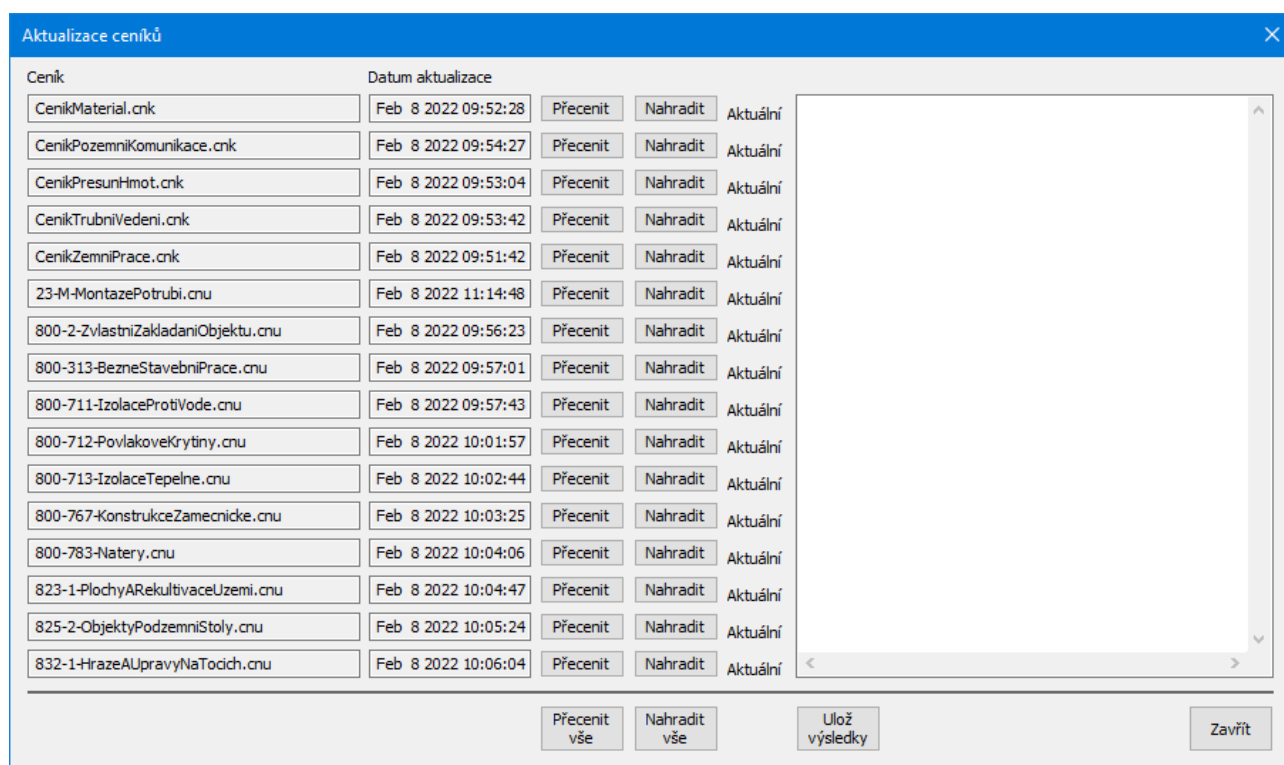 Aktualizace ceníků
Ceník Datum aktualizace
CenikMaterial.cnk Feb 8 2022 09:52:28 Přecenit Nahradit Aktuální
CenikPozemniKomunikace.cnk Feb 8 2022 09:54:27 Přecenit Nahradit Aktuální
CenikPresunHmot.cnk Feb 8 2022 09:53:04 Přecenit Nahradit Aktuální
CenikTrubniVedeni.cnk Feb 8 2022 09:53:42 Přecenit Nahradit Aktuální
CenikZemniPrace.cnk Feb 8 2022 09:51:42 Přecenit Nahradit Aktuální
23-M-MontazePotrubi.cnu Feb 8 2022 11:14:48 Přecenit Nahradit Aktuální
800-2-ZvlastniZakladaniObjektu.cnu Feb 8 2022 09:56:23 Přecenit Nahradit Aktuální
800-313-BezneStavebniPrace.cnu Feb 8 2022 09:57:01 Přecenit Nahradit Aktuální
800-711-IzolaceProtiVode.cnu Feb 8 2022 09:57:43 Přecenit Nahradit Aktuální
800-712-PovlakoveKrytiny.cnu Feb 8 2022 10:01:57 Přecenit Nahradit Aktuální
800-713-IzolaceTepelne.cnu Feb 8 2022 10:02:44 Přecenit Nahradit Aktuální
800-767-KonstrukceZamecnicke.cnu Feb 8 2022 10:03:25 Přecenit Nahradit Aktuální
800-783-Natery.cnu Feb 8 2022 10:04:06 Přecenit Nahradit Aktuální
823-1-PlochyARekultivaceUzemi.cnu Feb 8 2022 10:04:47 Přecenit Nahradit Aktuální
825-2-ObjektyPodzemniStoly.cnu Feb 8 2022 10:05:24 Přecenit Nahradit Aktuální
832-1-HrazeAUpravyNaTocich.cnu Feb 8 2022 10:06:04 Přecenit Nahradit Aktuální
Přecenit vše Nahradit vše Ulož výsledky Zavřít